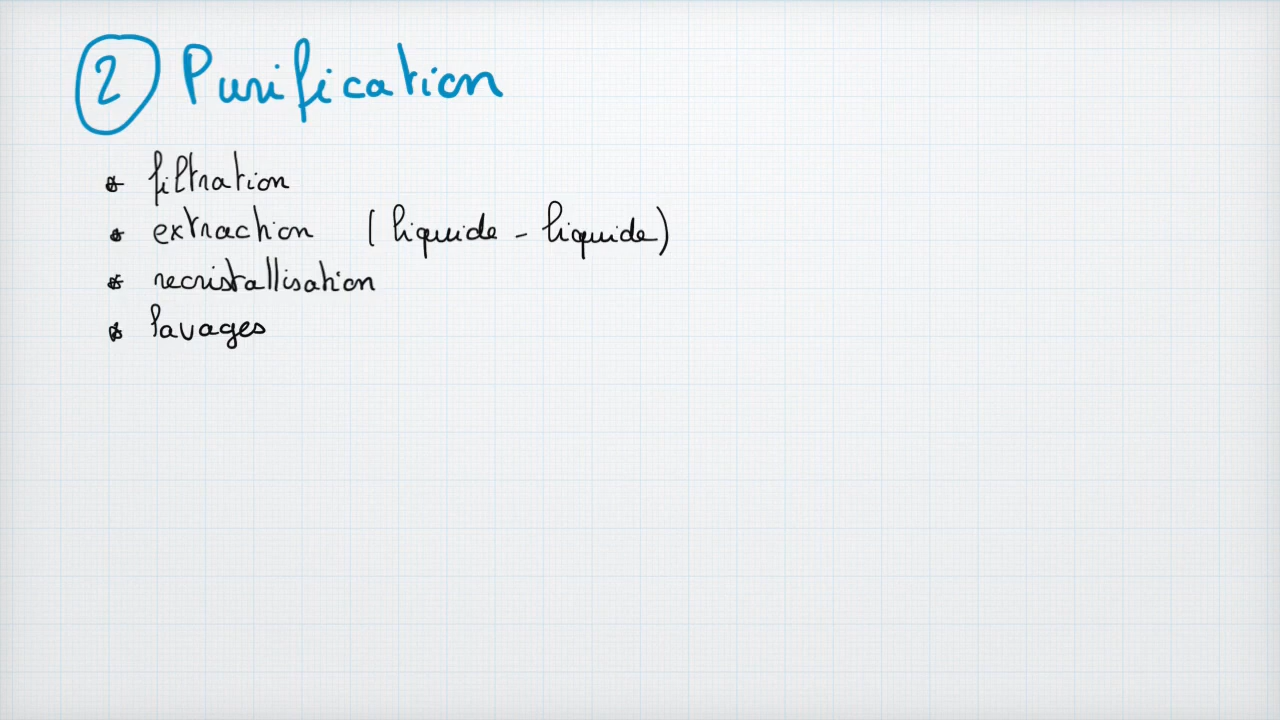 2 Purification
* filtration
* extraction (liquide - liquide)
* recristallisation
* lavages